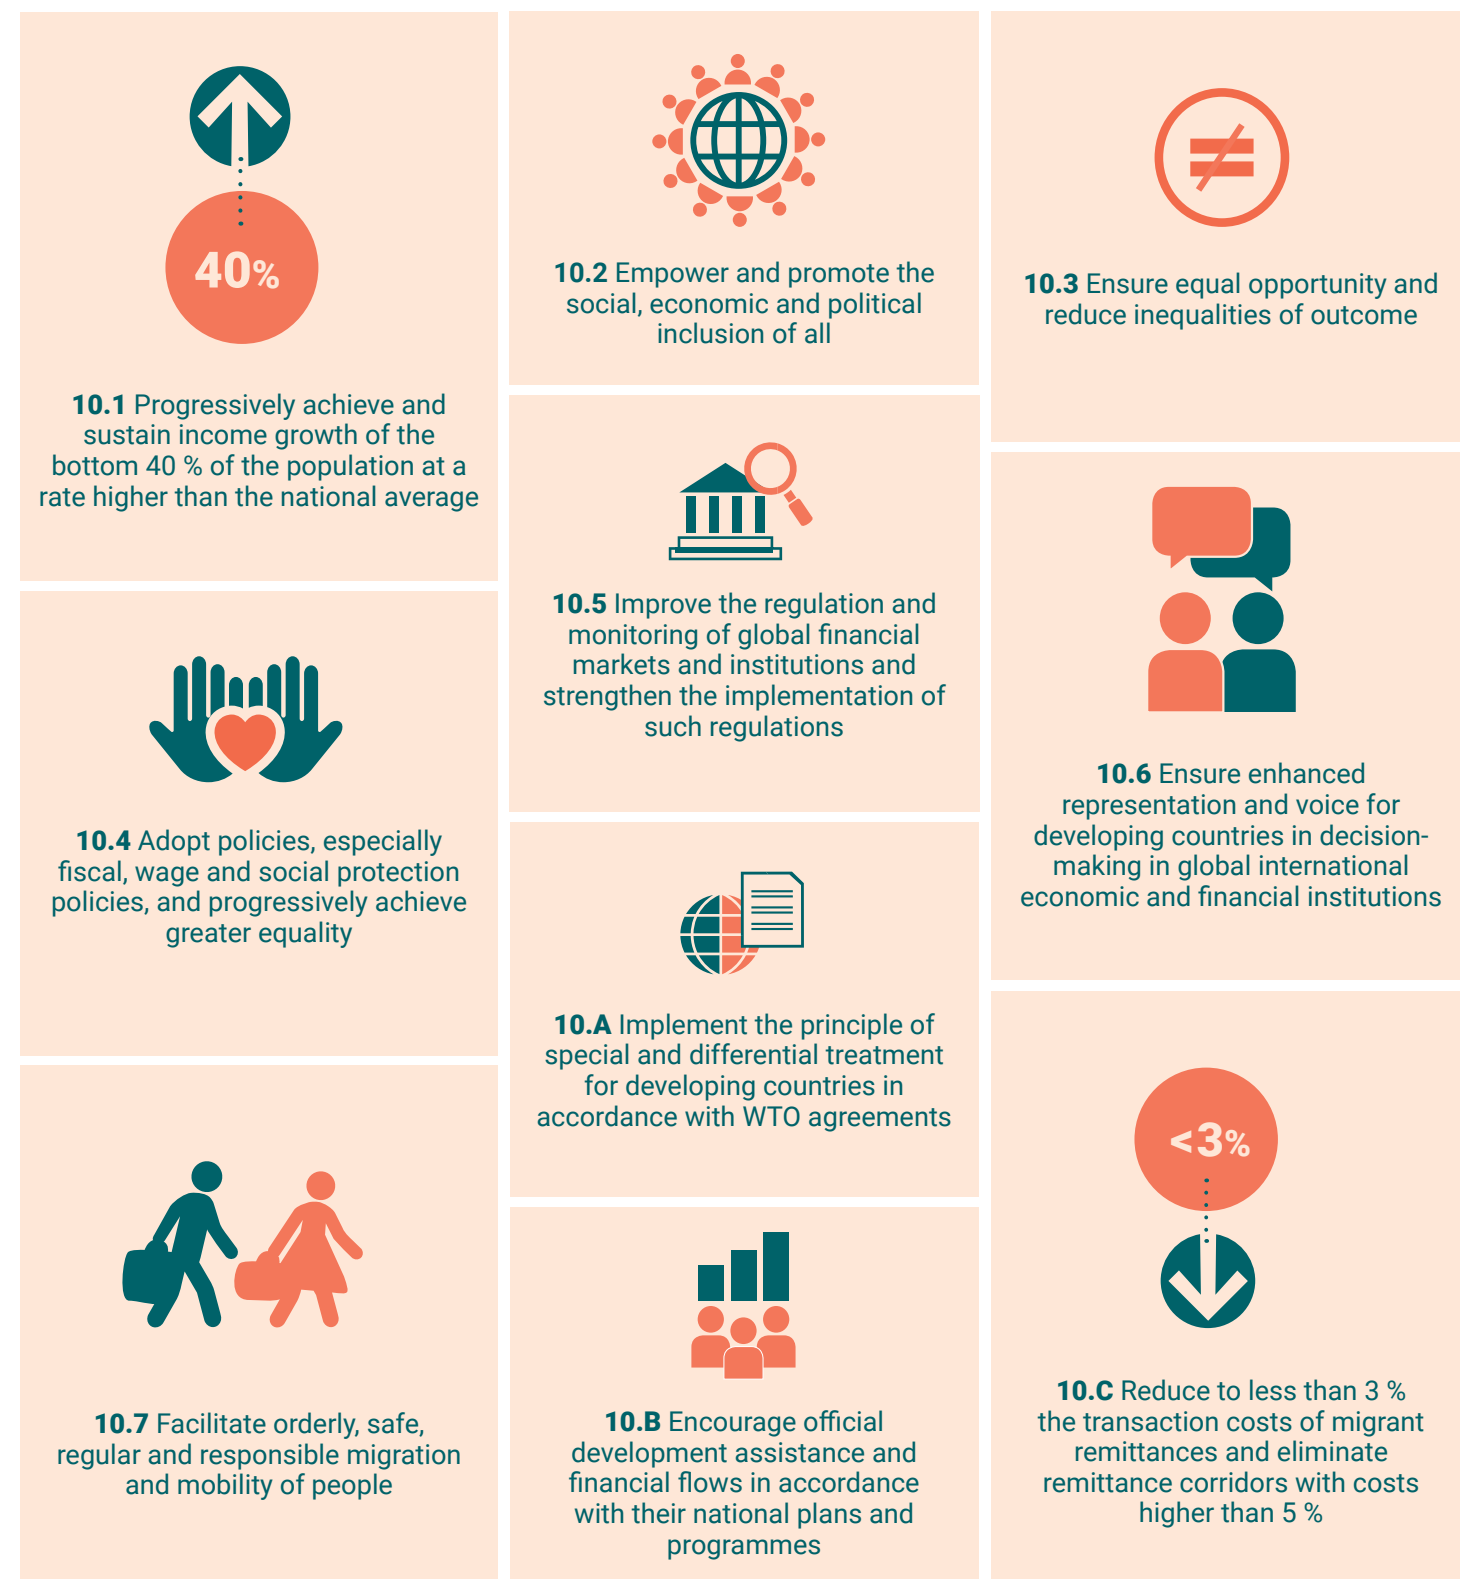 40%
10.1 Progressively achieve and
sustain income growth of the
bottom 40 % of the population at a
rate higher than the national average
10.2 Empower and promote the
social, economic and political
inclusion of all
10.3 Ensure equal opportunity and
reduce inequalities of outcome
10.4 Adopt policies, especially
fiscal, wage and social protection
policies, and progressively achieve
greater equality
10.5 Improve the regulation and
monitoring of global financial
markets and institutions and
strengthen the implementation of
such regulations
10.6 Ensure enhanced
representation and voice for
developing countries in decision-
making in global international
economic and financial institutions
10.7 Facilitate orderly, safe,
regular and responsible migration
and mobility of people
10.A Implement the principle of
special and differential treatment
for developing countries in
accordance with WTO agreements
10.B Encourage official
development assistance and
financial flows in accordance
with their national plans and
programmes
<3%
10.C Reduce to less than 3 %
the transaction costs of migrant
remittances and eliminate
remittance corridors with costs
higher than 5 %